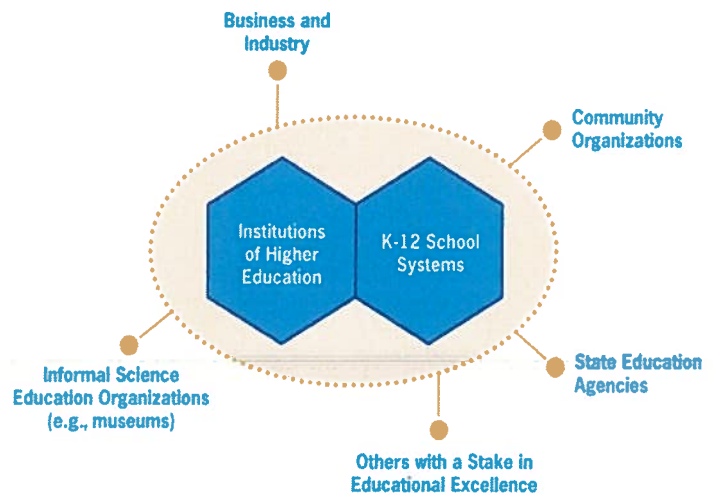 Business and
Industry
Community
Organizations
Institutions
of Higher
Education
K-12 School
Systems
Informal Science
Education Organizations
(e.g., museums)
State Education
Agencies
Others with a Stake in
Educational Excellence